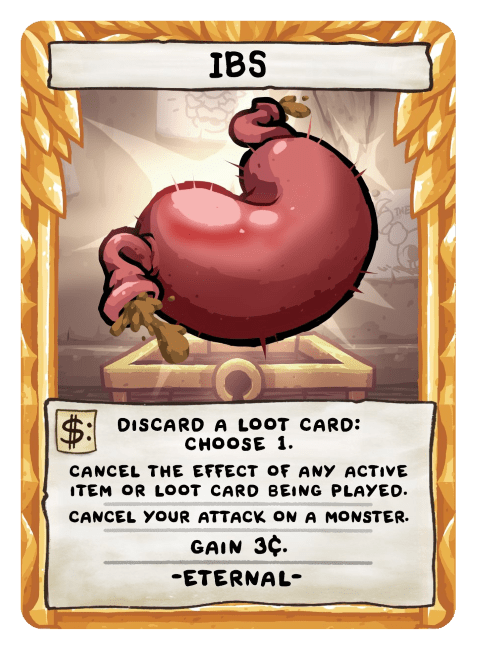 IBS
$: DISCARD A LOOT CARD:
CHOOSE 1.
CANCEL THE EFFECT OF ANY ACTIVE
ITEM OR LOOT CARD BEING PLAYED.
CANCEL YOUR ATTACK ON A MONSTER.
GAIN 3¢.
-ETERNAL-